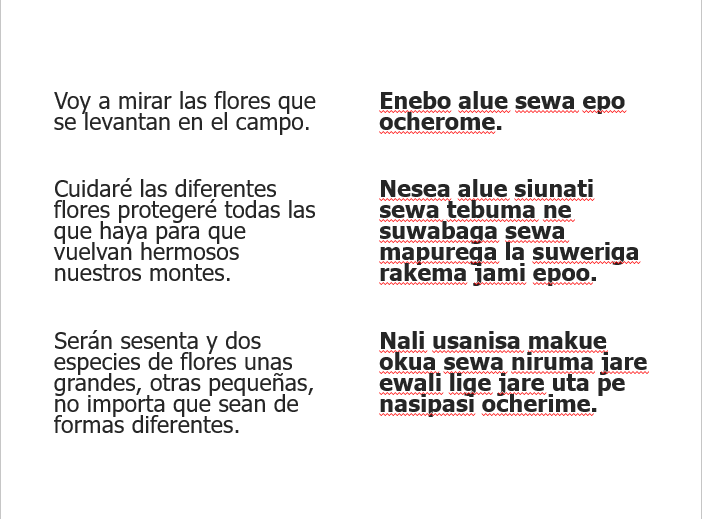 Voy a mirar las flores que
se levantan en el campo.
Enebo alue sewa epo
ocherome.
Cuidaré las diferentes
flores protegeré todas las
que haya para que
vuelvan hermosos
nuestros montes.
Nesea alue siunati
sewa tebuma ne
suwabaga sewa
mapurega la suweriga
rakema jami epoo.
Serán sesenta y dos
especies de flores unas
grandes, otras pequeñas,
no importa que sean de
formas diferentes.
Nali usanisa makue
okua sewa niruma jare
ewali lige jare uta pe
nasipasi ocherime.